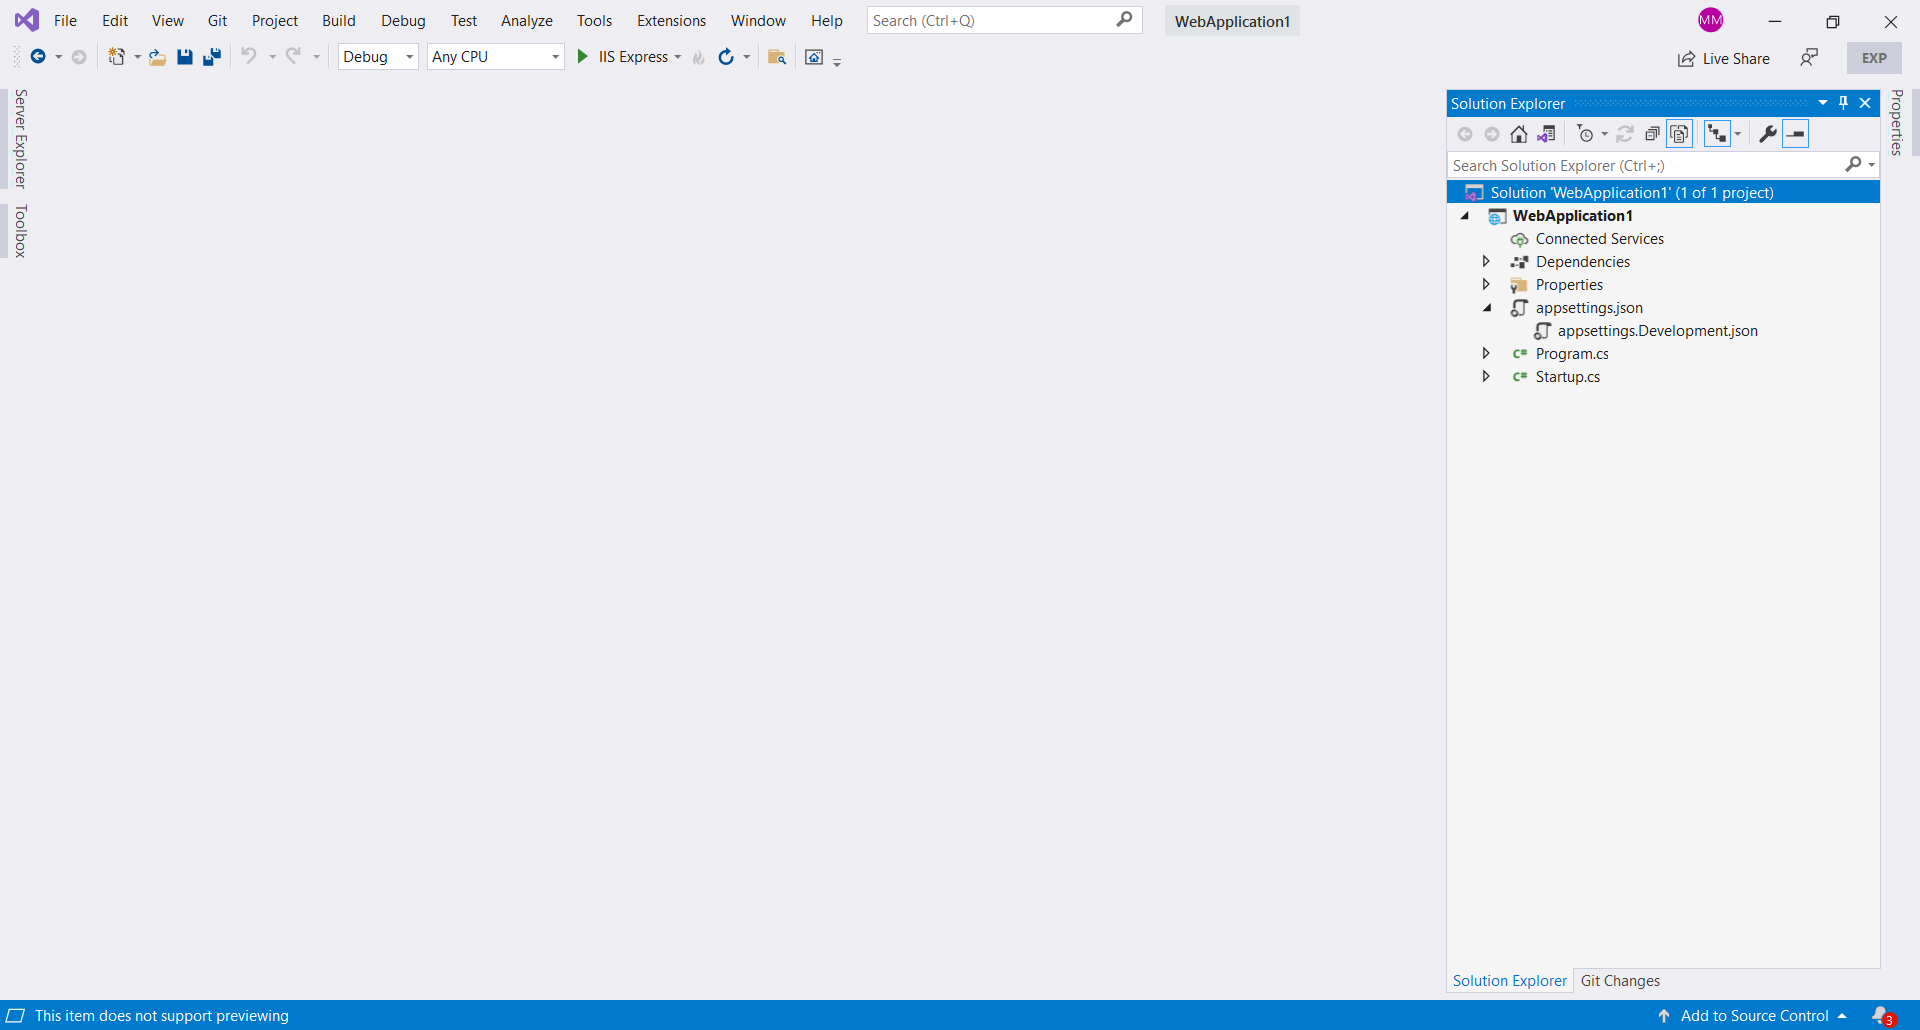 File Edit View Git Project Build Debug Test Analyze Tools Extensions Window Help Search (Ctrl+Q) WebApplication1 MM
Debug Any CPU IIS Express Live Share EXP
Server Explorer
Toolbox
Solution Explorer
Search Solution Explorer (Ctrl+;)
Solution 'WebApplication1' (1 of 1 project)
WebApplication1
Connected Services
Dependencies
Properties
appsettings.json
appsettings.Development.json
C# Program.cs
C# Startup.cs
Solution Explorer Git Changes
Properties
This item does not support previewing Add to Source Control 3